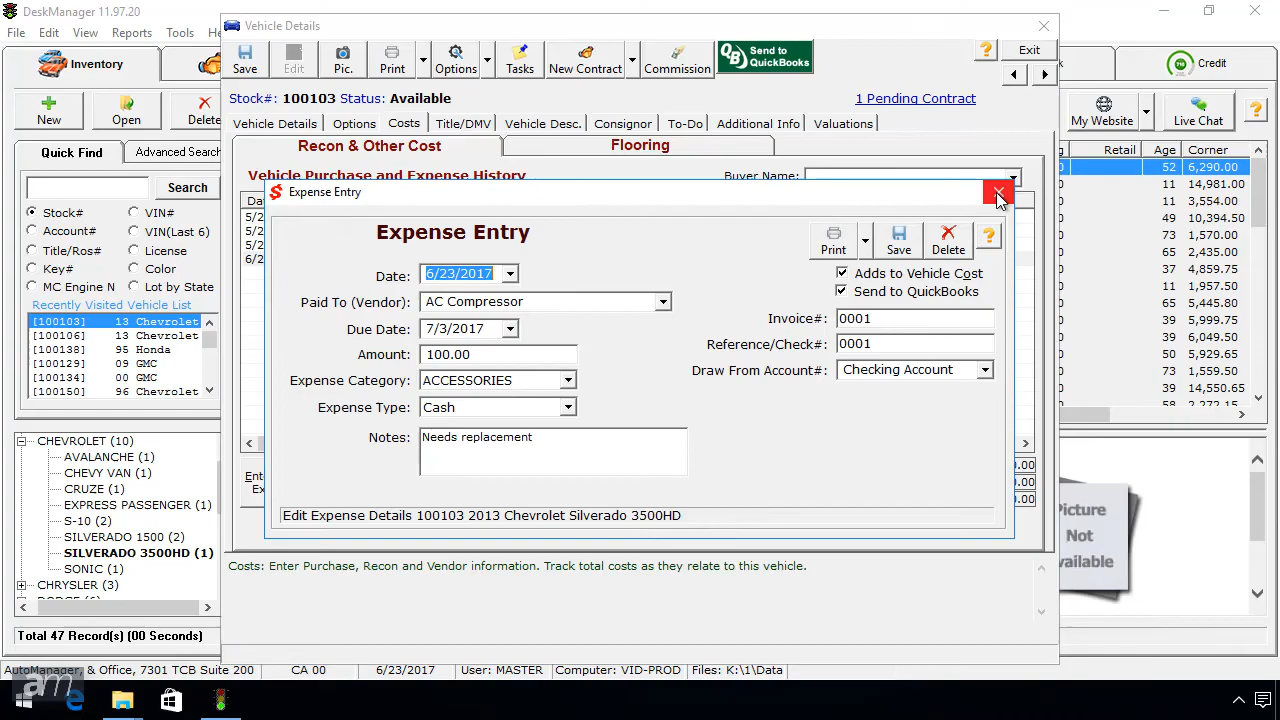 DeskManager 11.97.20
File Edit View Reports Tools
Inventory
Credit
New Open Delete
My Website Live Chat
Quick Find Advanced Search
Search
Stock# VIN#
Account# VIN(Last 6)
Title/Ros# License
Key# Color
MC Engine N Lot by State
Recently Visited Vehicle List
[100103] 13 Chevrolet
[100106] 13 Chevrolet
[100138] 95 Honda
[100129] 09 GMC
[100134] 00 GMC
[100150] 96 Chevrolet
CHEVROLET (10)
AVALANCHE (1)
CHEVY VAN (1)
CRUZE (1)
EXPRESS PASSENGER (1)
S-10 (2)
SILVERADO 1500 (2)
SILVERADO 3500HD (1)
SONIC (1)
CHRYSLER (3)
Total 47 Record(s) (00 Seconds)
Vehicle Details
Save Edit Pic. Print Options Tasks New Contract Commission Send to QuickBooks Exit
Stock#: 100103 Status: Available
1 Pending Contract
Vehicle Details Options Costs Title/DMV Vehicle Desc. Consignor To-Do Additional Info Valuations
Recon & Other Cost Flooring
Vehicle Purchase and Expense History
Buyer Name:
Expense Entry
Expense Entry
Print Save Delete
Date: 6/23/2017
Adds to Vehicle Cost
Paid To (Vendor): AC Compressor
Send to QuickBooks
Due Date: 7/3/2017
Invoice#: 0001
Amount: 100.00
Reference/Check#: 0001
Expense Category: ACCESSORIES
Draw From Account#: Checking Account
Expense Type: Cash
Notes: Needs replacement
Edit Expense Details 100103 2013 Chevrolet Silverado 3500HD
Costs: Enter Purchase, Recon and Vendor information. Track total costs as they relate to this vehicle.
Retail Age Corner
52 6,290.00
11 14,981.00
11 3,554.00
49 10,394.50
73 1,570.00
65 2,435.00
73 2,399.00
11 1,957.50
65 5,445.80
39 5,999.00
39 6,049.50
50 5,929.65
73 1,559.50
39 14,550.65
58 2,272.15
Picture
Not
Available
AutoManager, & Office, 7301 TCB Suite 200 CA 00 6/23/2017 User: MASTER Computer: VID-PROD Files: K:\1\Data
am